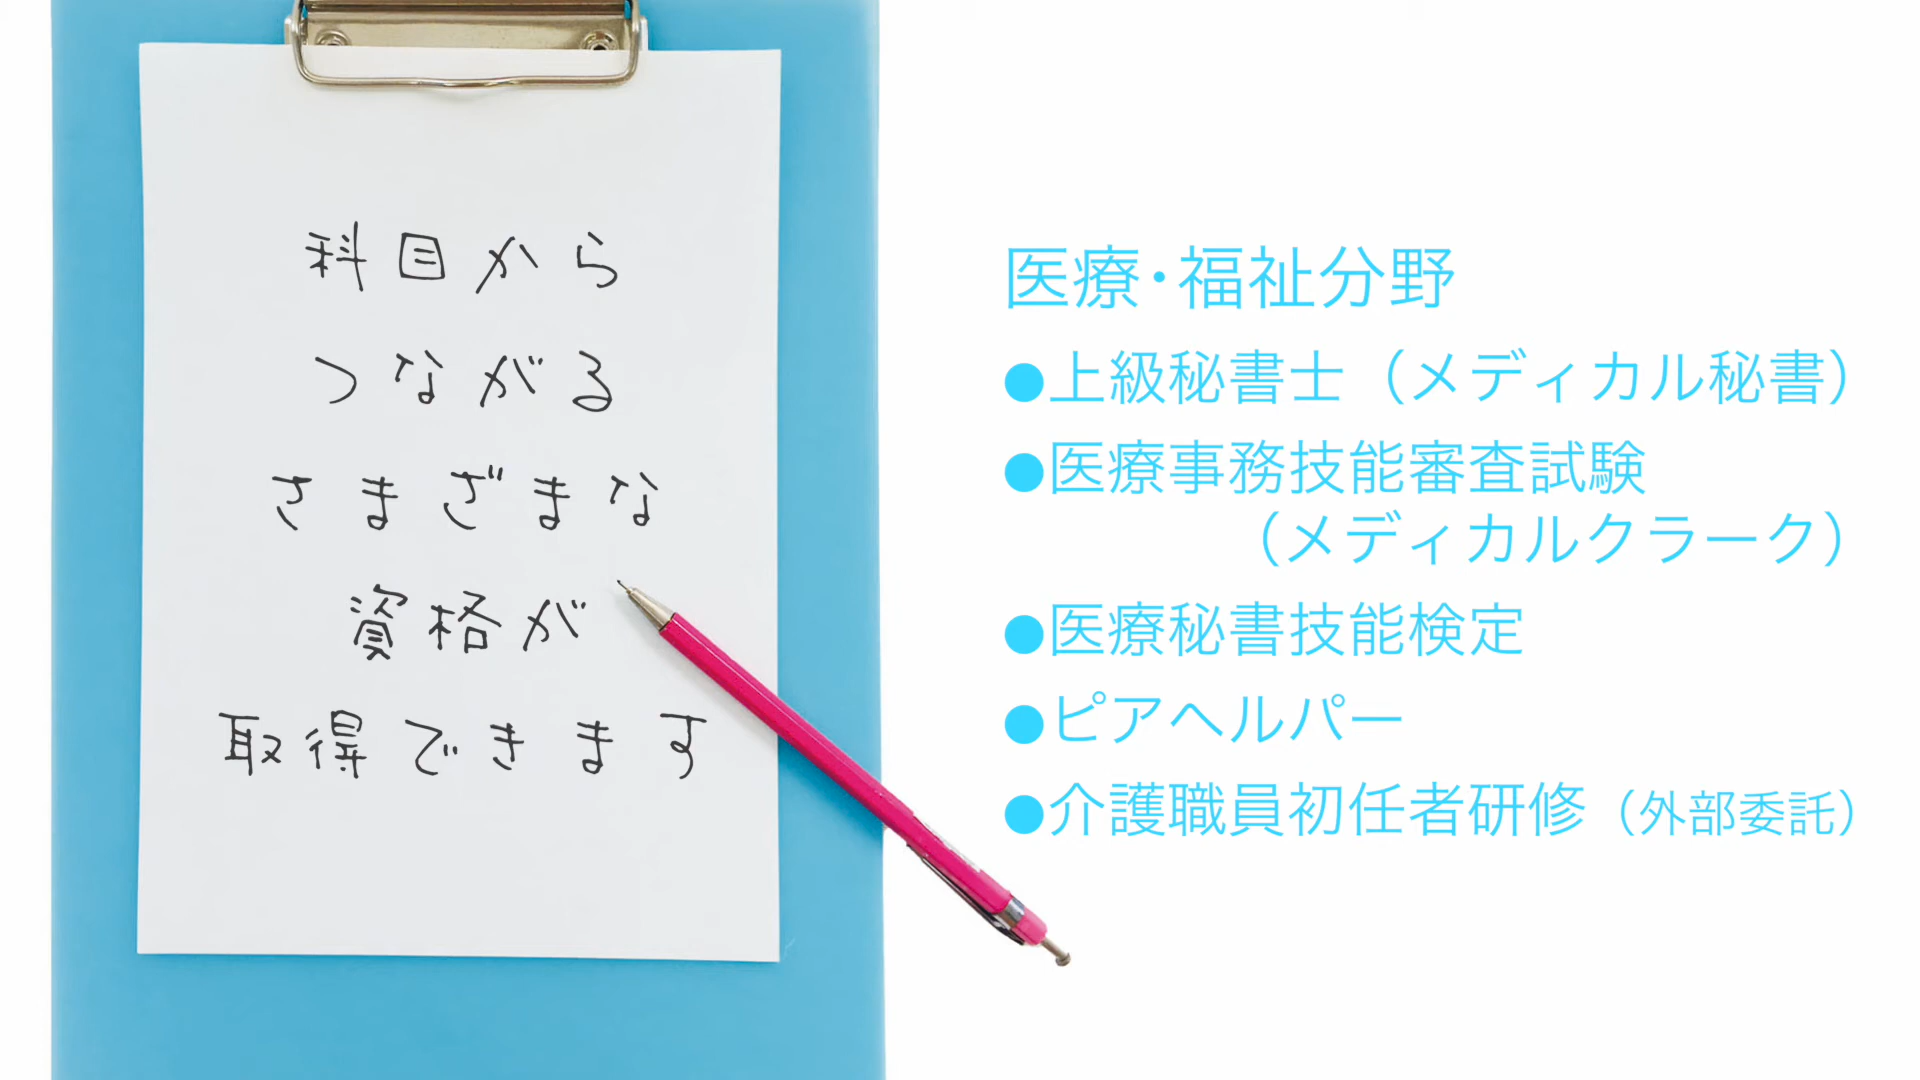 科目から
つながる
さまざまな
資格が
取得できます
医療･福祉分野
●上級秘書士（メディカル秘書）
●医療事務技能審査試験
（メディカルクラーク）
●医療秘書技能検定
●ピアヘルパー
●介護職員初任者研修（外部委託）